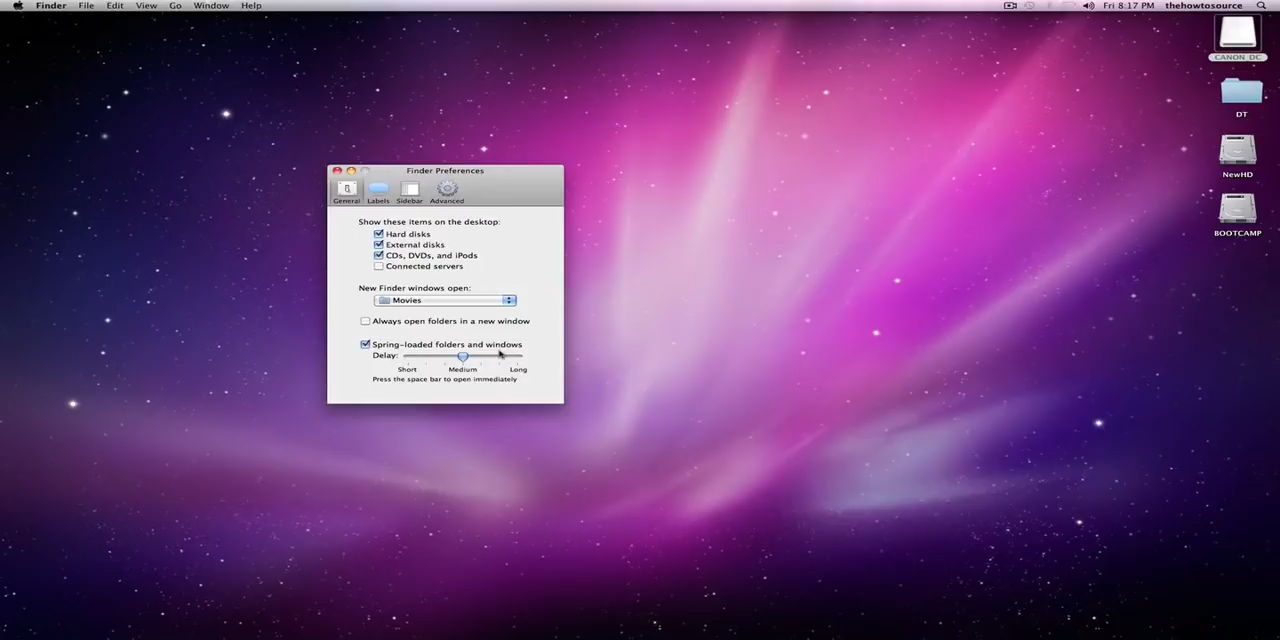 Finder File Edit View Go Window Help
Fri 8:17 PM thehowtosource
CANON_DC
DT
NewHD
BOOTCAMP
Finder Preferences
General Labels Sidebar Advanced
Show these items on the desktop:
Hard disks
External disks
CDs, DVDs, and iPods
Connected servers
New Finder windows open:
Movies
Always open folders in a new window
Spring-loaded folders and windows
Delay:
Short Medium Long
Press the space bar to open immediately